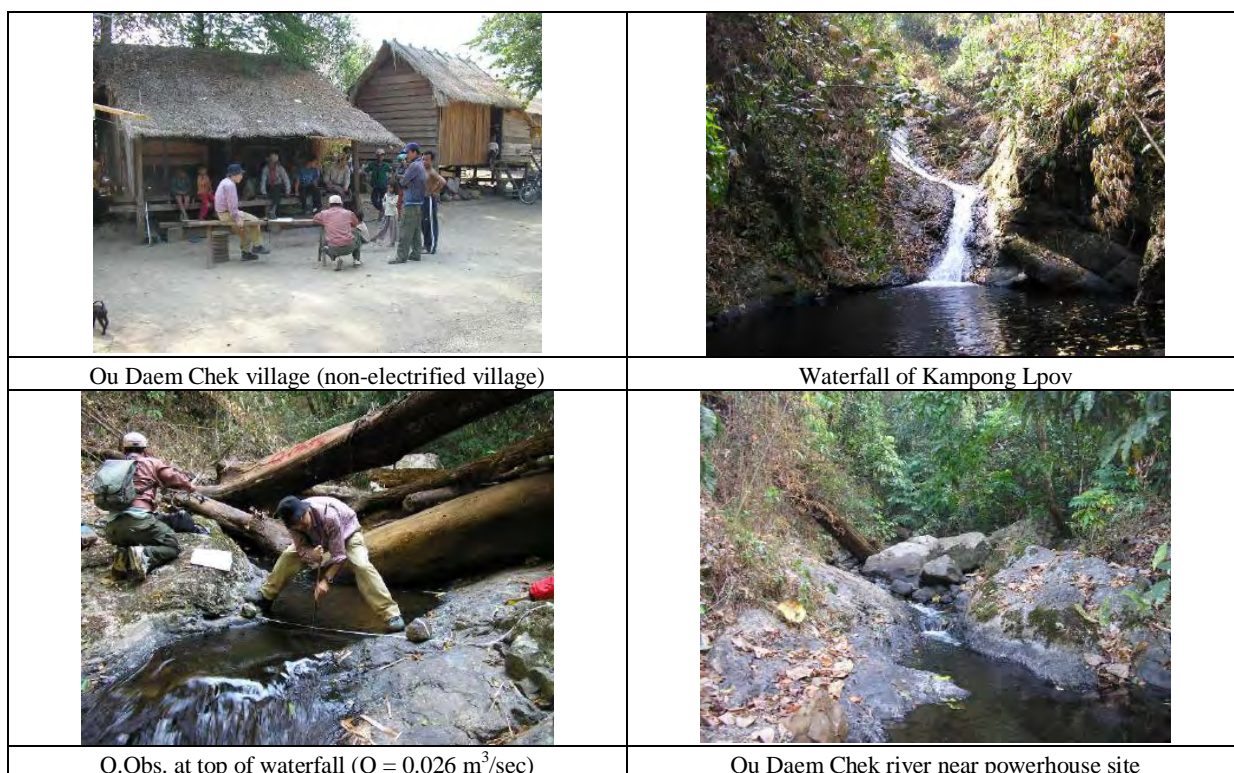 Ou Daem Chek village (non-electrified village)
Waterfall of Kampong Lpov
Q.Obs. at top of waterfall (Q = 0.026 m³/sec)
Ou Daem Chek river near powerhouse site